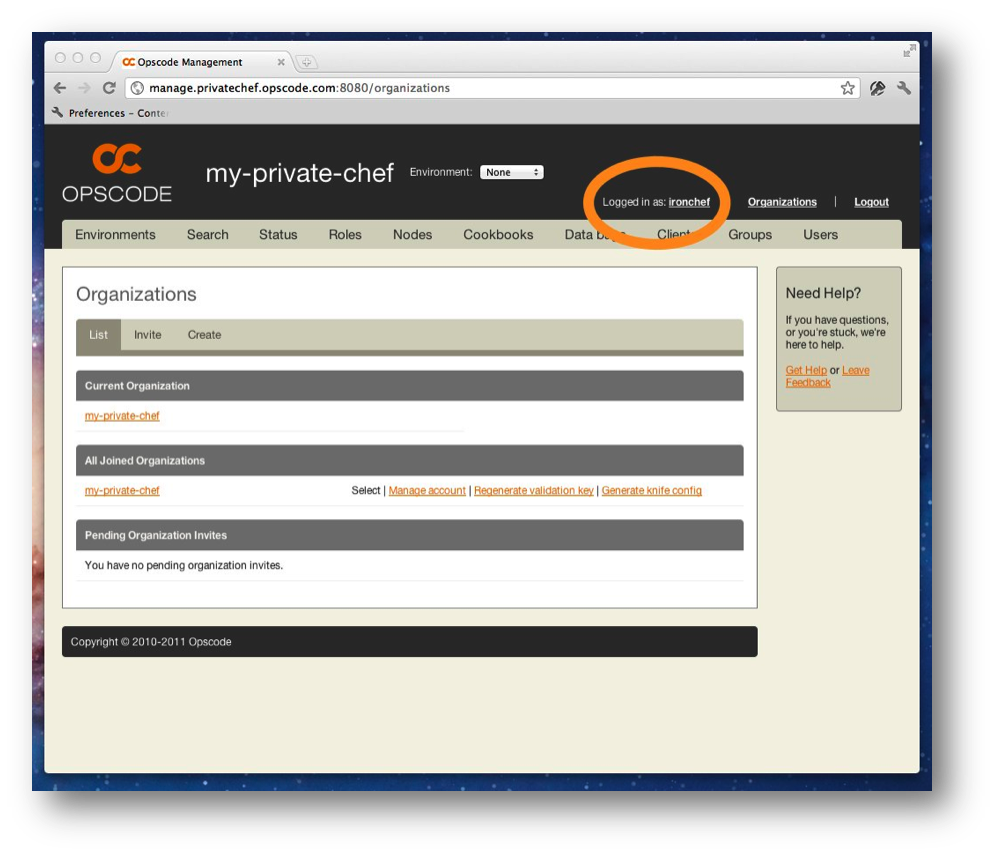 Opscode Management
manage.privatechef.opscode.com:8080/organizations
Preferences – Conte
OPSCODE
my-private-chef
Environment: None
Logged in as: ironchef
Organizations | Logout
Environments Search Status Roles Nodes Cookbooks Data Clients Groups Users
Organizations
List Invite Create
Current Organization
my-private-chef
All Joined Organizations
my-private-chef Select | Manage account | Regenerate validation key | Generate knife config
Pending Organization Invites
You have no pending organization invites.
Need Help?
If you have questions,
or you're stuck, we're
here to help.
Get Help or Leave
Feedback
Copyright © 2010-2011 Opscode